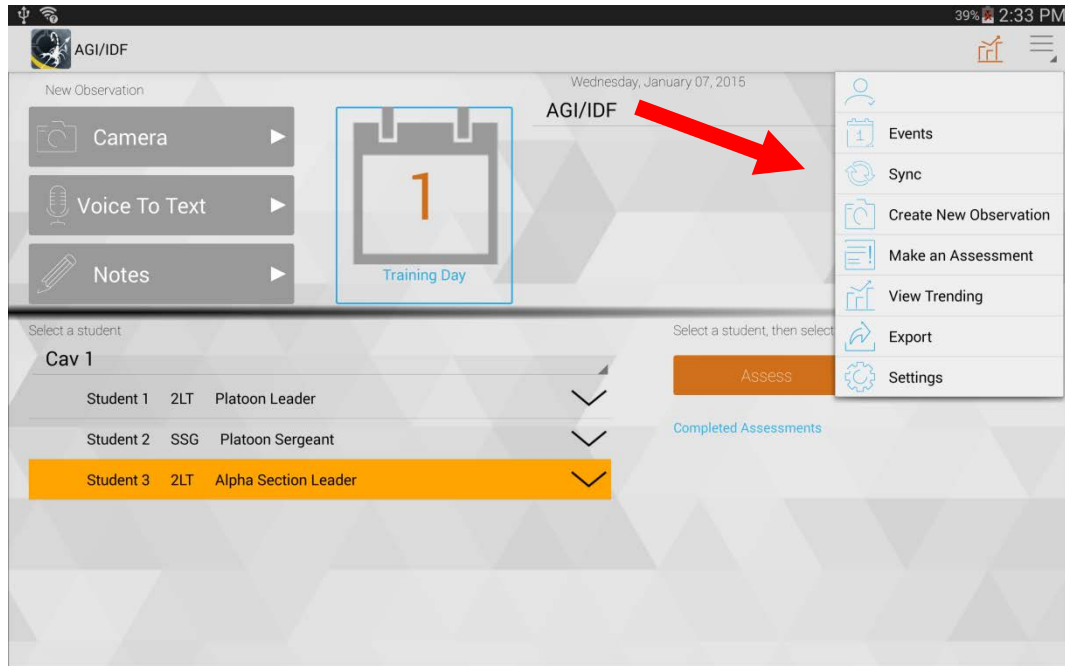 39% 2:33 PM
AGI/IDF
New Observation
Wednesday, January 07, 2015
AGI/IDF
Camera
Voice To Text
Notes
1
Training Day
1
Events
Sync
Create New Observation
Make an Assessment
View Trending
Export
Settings
Select a student
Cav 1
Student 1 2LT Platoon Leader
Student 2 SSG Platoon Sergeant
Student 3 2LT Alpha Section Leader
Select a student, then select
Assess
Completed Assessments